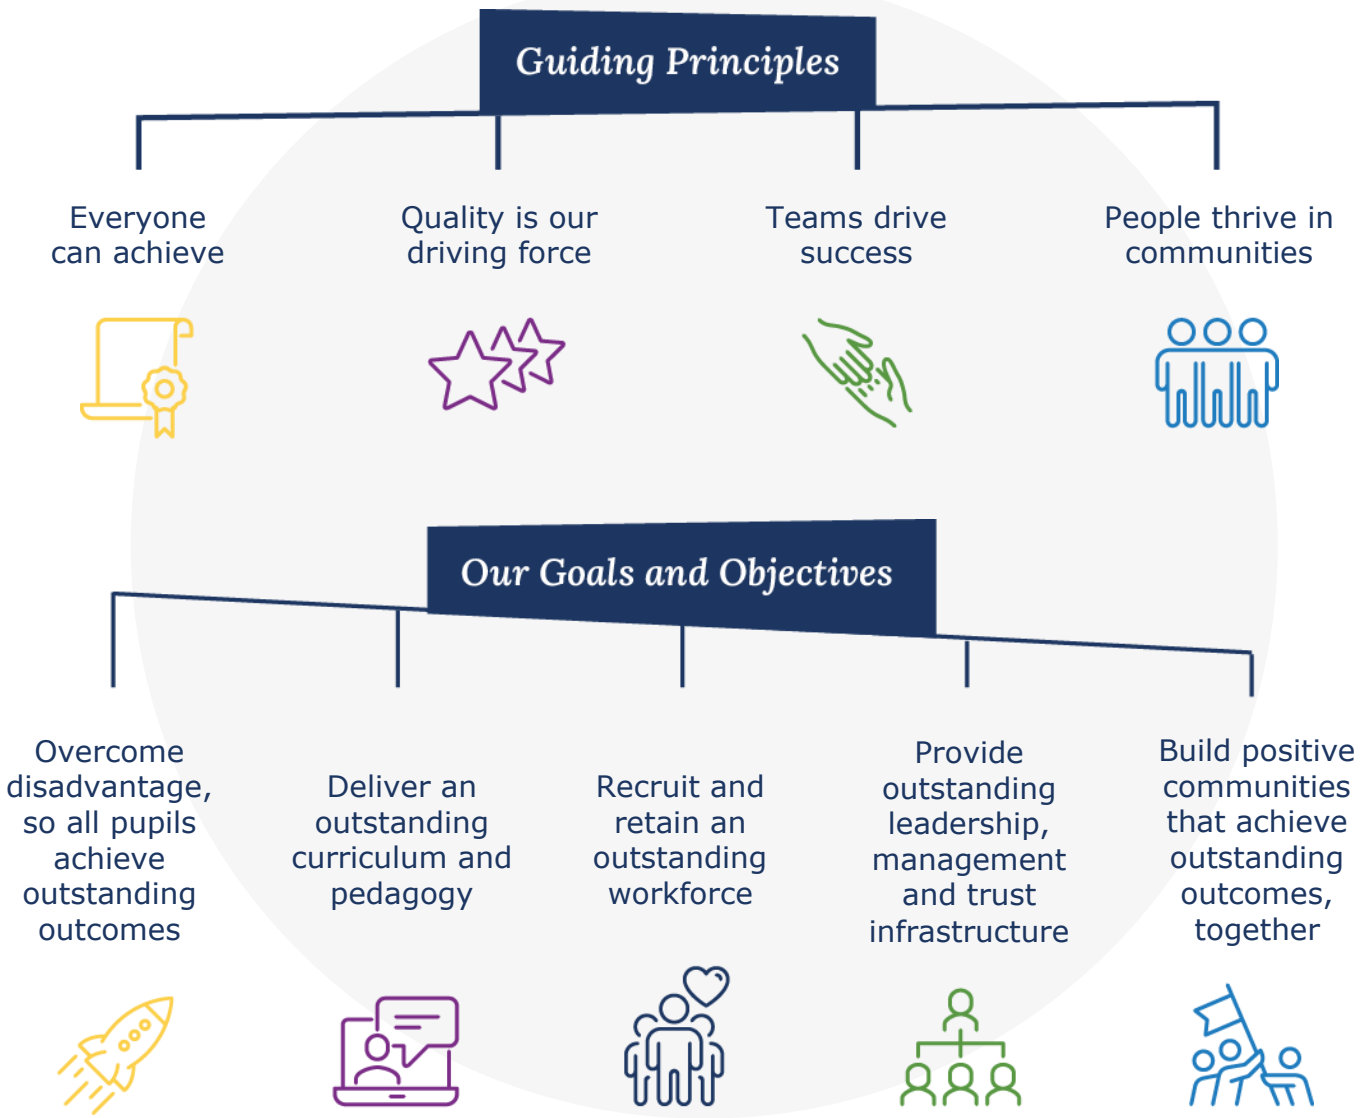 Guiding Principles
Everyone
can achieve
Quality is our
driving force
Teams drive
success
People thrive in
communities
Our Goals and Objectives
Overcome
disadvantage,
so all pupils
achieve
outstanding
outcomes
Deliver an
outstanding
curriculum and
pedagogy
Recruit and
retain an
outstanding
workforce
Provide
outstanding
leadership,
management
and trust
infrastructure
Build positive
communities
that achieve
outstanding
outcomes,
together